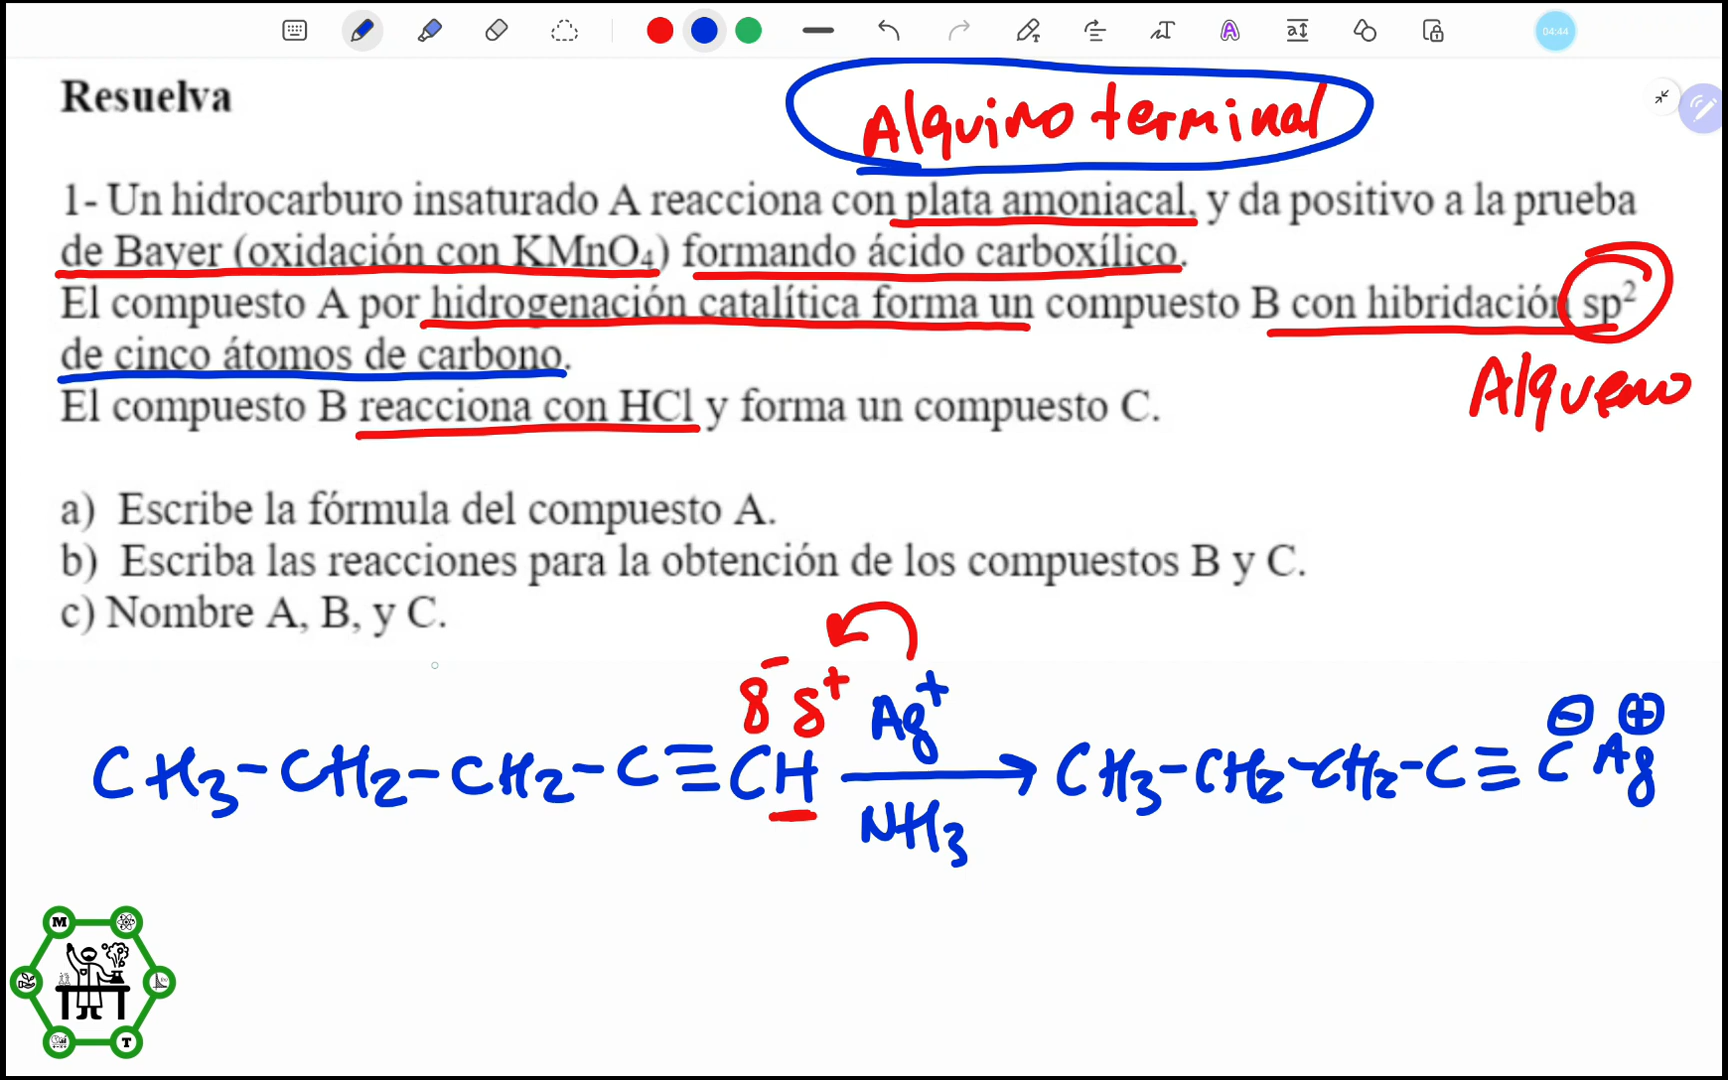 04:44
Resuelva
Alquino terminal
1- Un hidrocarburo insaturado A reacciona con plata amoniacal, y da positivo a la prueba
de Bayer (oxidación con KMnO₄) formando ácido carboxílico.
El compuesto A por hidrogenación catalítica forma un compuesto B con hibridación sp²
de cinco átomos de carbono.
Alqueno
El compuesto B reacciona con HCl y forma un compuesto C.
a) Escribe la fórmula del compuesto A.
b) Escriba las reacciones para la obtención de los compuestos B y C.
c) Nombre A, B, y C.
δ⁻ δ⁺ Ag⁺ ⊖ ⊕
CH₃-CH₂-CH₂-C≡CH → CH₃-CH₂-CH₂-C≡C Ag
NH₃
M
T